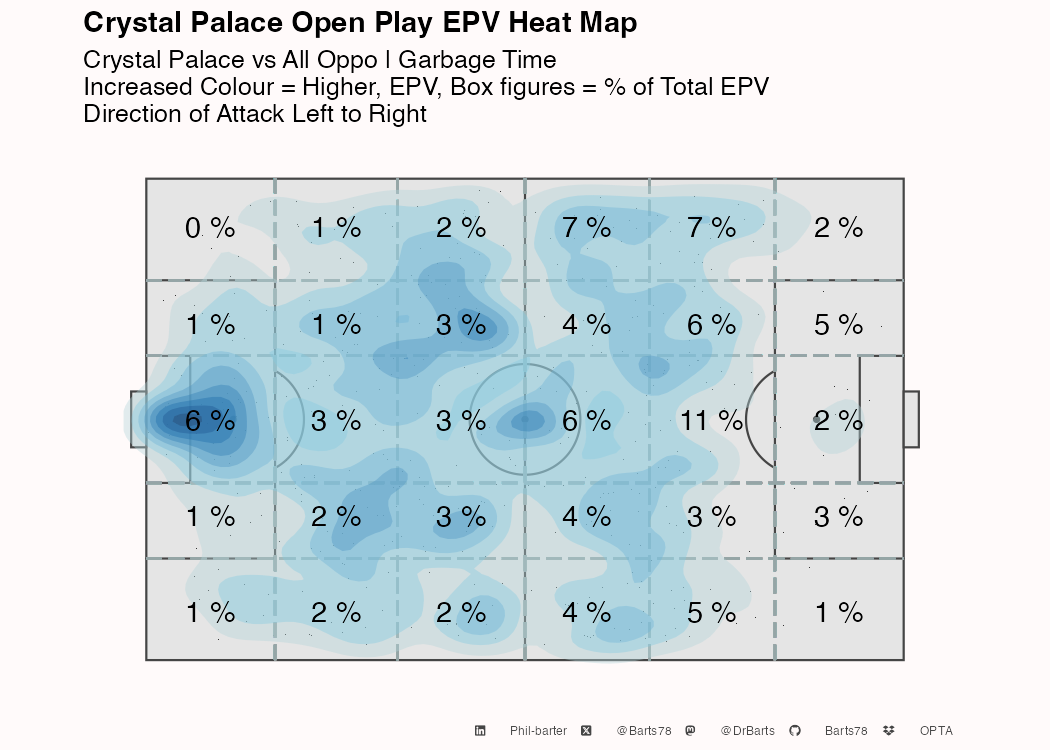 Crystal Palace Open Play EPV Heat Map
Crystal Palace vs All Oppo | Garbage Time
Increased Colour = Higher, EPV, Box figures = % of Total EPV
Direction of Attack Left to Right
0 % 1 % 2 % 7 % 7 % 2 %
1 % 1 % 3 % 4 % 6 % 5 %
6 % 3 % 3 % 6 % 11 % 2 %
1 % 2 % 3 % 4 % 3 % 3 %
1 % 2 % 2 % 4 % 5 % 1 %
Phil-barter @Barts78 @DrBarts Barts78 OPTA